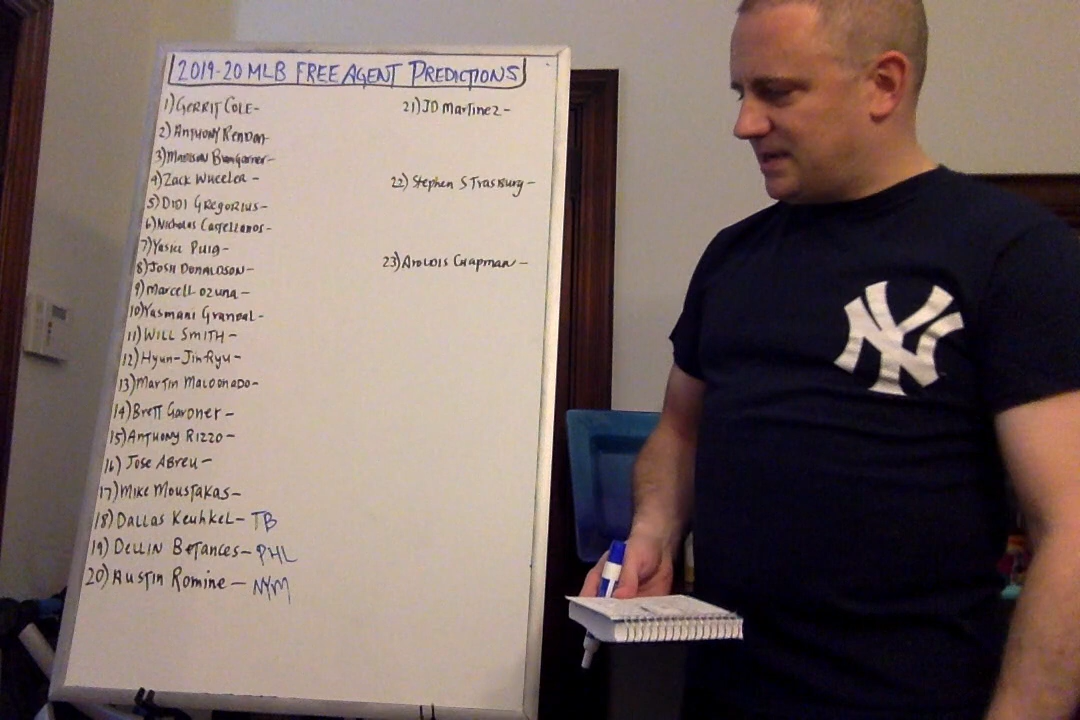 2019-20 MLB FREE AGENT PREDICTIONS
1) GERRIT COLE-
2) ANTHONY RENDON-
3) MADISON BUMGARNER-
4) ZACK WHEELER -
5) DIDI GREGORIUS-
6) Nicholas Castellanos-
7) Yasiel Puig-
8) JOSH DONALDSON-
9) Marcell Ozuna -
10) Yasmani Grandal-
11) WILL SMITH-
12) Hyun-Jin-Ryu-
13) MARTIN MALDONADO-
14) BRETT GARDNER -
15) ANTHONY RIZZO -
16) JOSE ABREU -
17) MIKE MOUSTAKAS-
18) DALLAS KEUHKEL- TB
19) DELLIN BETANCES- PHL
20) AUSTIN ROMINE - NYM
21) JD Martinez -
22) Stephen STrasburg -
23) AROLDIS CHAPMAN -
NY